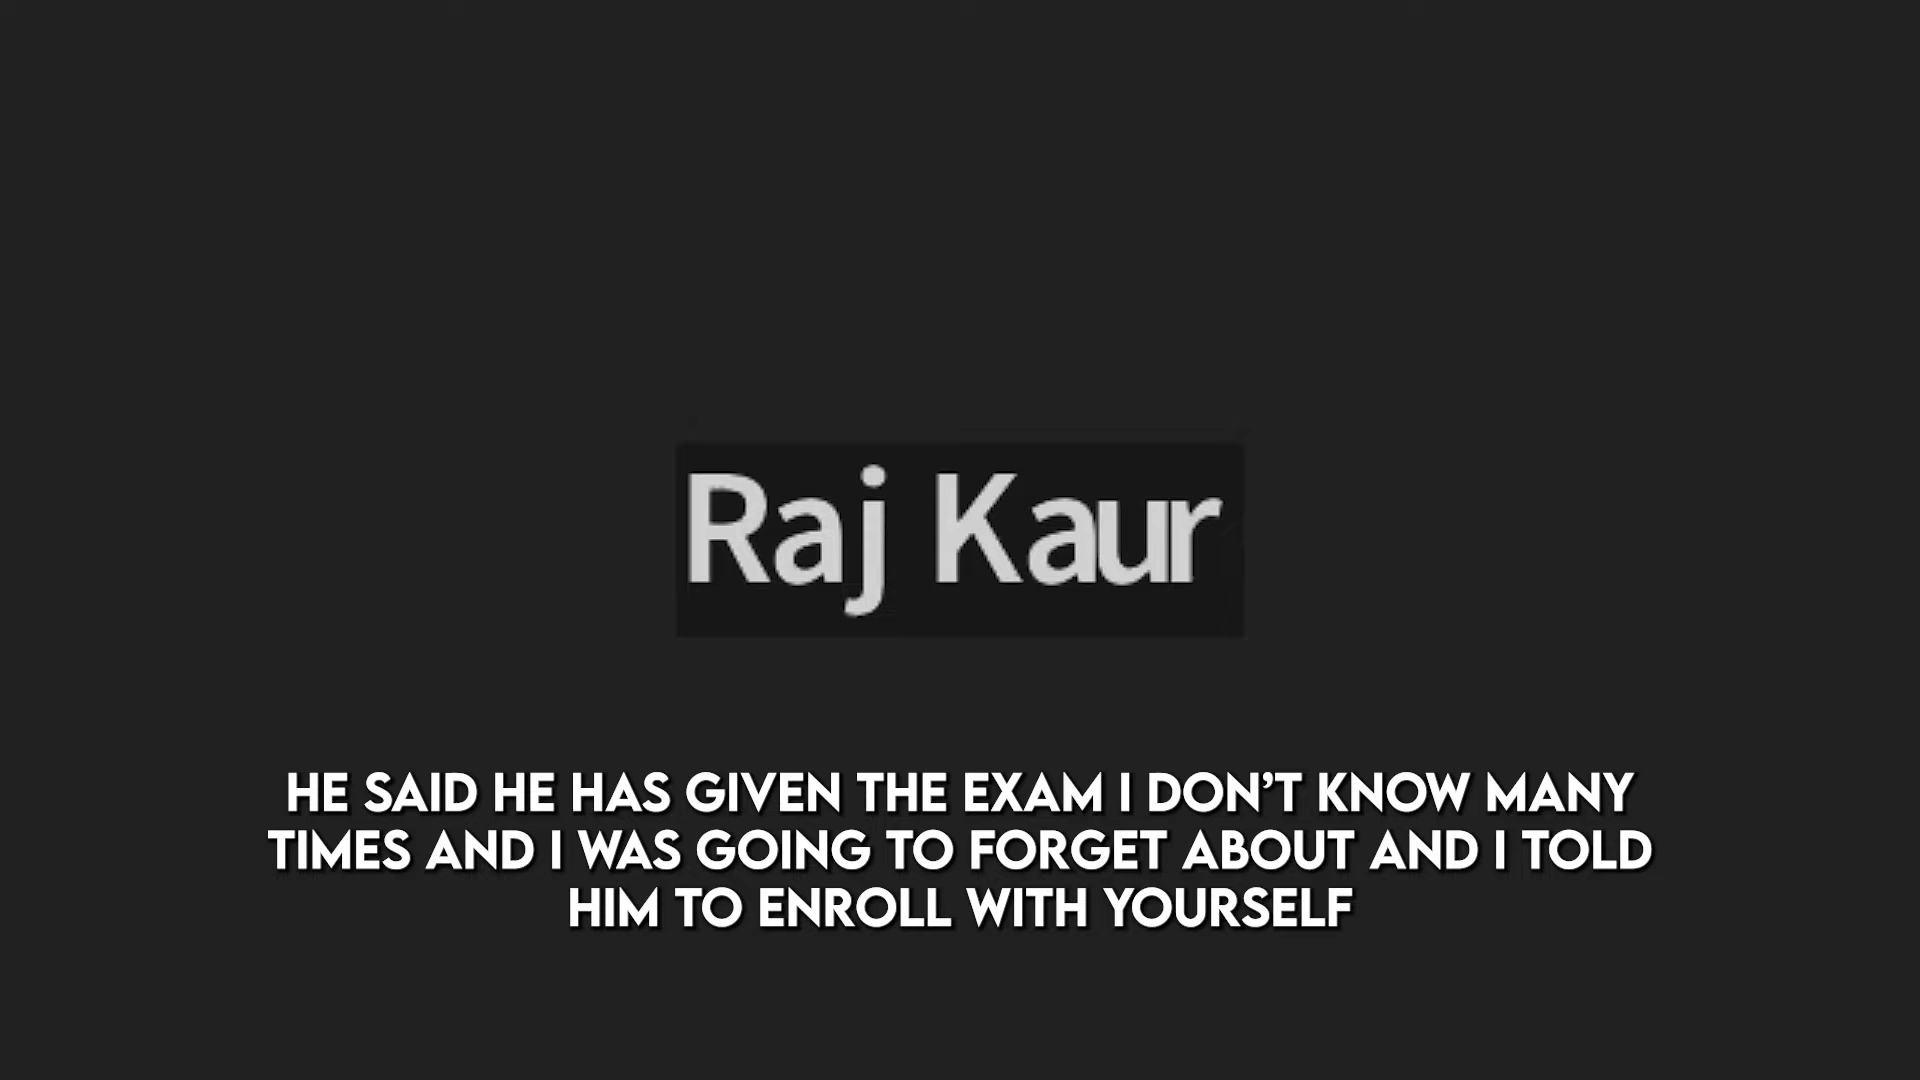 Raj Kaur
HE SAID HE HAS GIVEN THE EXAM I DON’T KNOW MANY
TIMES AND I WAS GOING TO FORGET ABOUT AND I TOLD
HIM TO ENROLL WITH YOURSELF